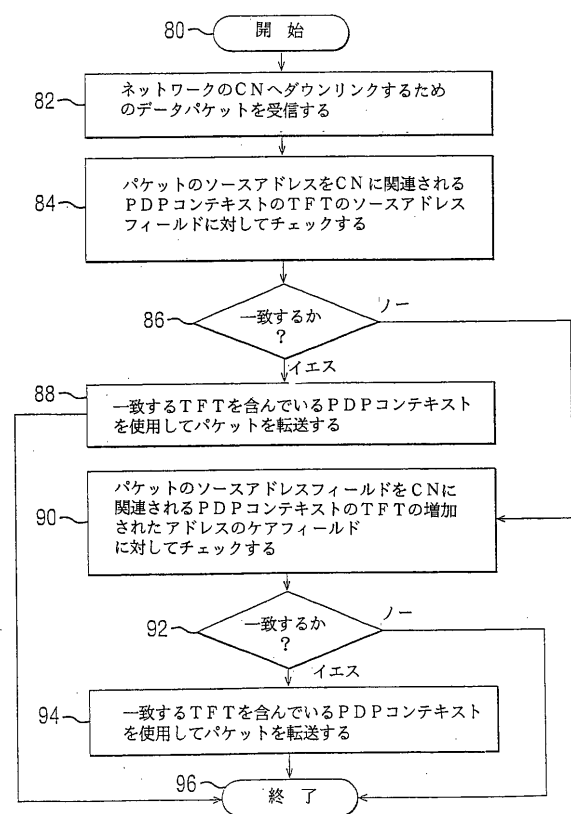 80
開 始
82
ネットワークのCNへダウンリンクするため
のデータパケットを受信する
84
パケットのソースアドレスをCNに関連される
PDPコンテキストのTFTのソースアドレス
フィールドに対してチェックする
86
一致するか
?
ノー
イエス
88
一致するTFTを含んでいるPDPコンテキスト
を使用してパケットを転送する
90
パケットのソースアドレスフィールドをCNに
関連されるPDPコンテキストのTFTの増加
されたアドレスのケアフィールド
に対してチェックする
92
一致するか
?
ノー
イエス
94
一致するTFTを含んでいるPDPコンテキスト
を使用してパケットを転送する
96
終 了